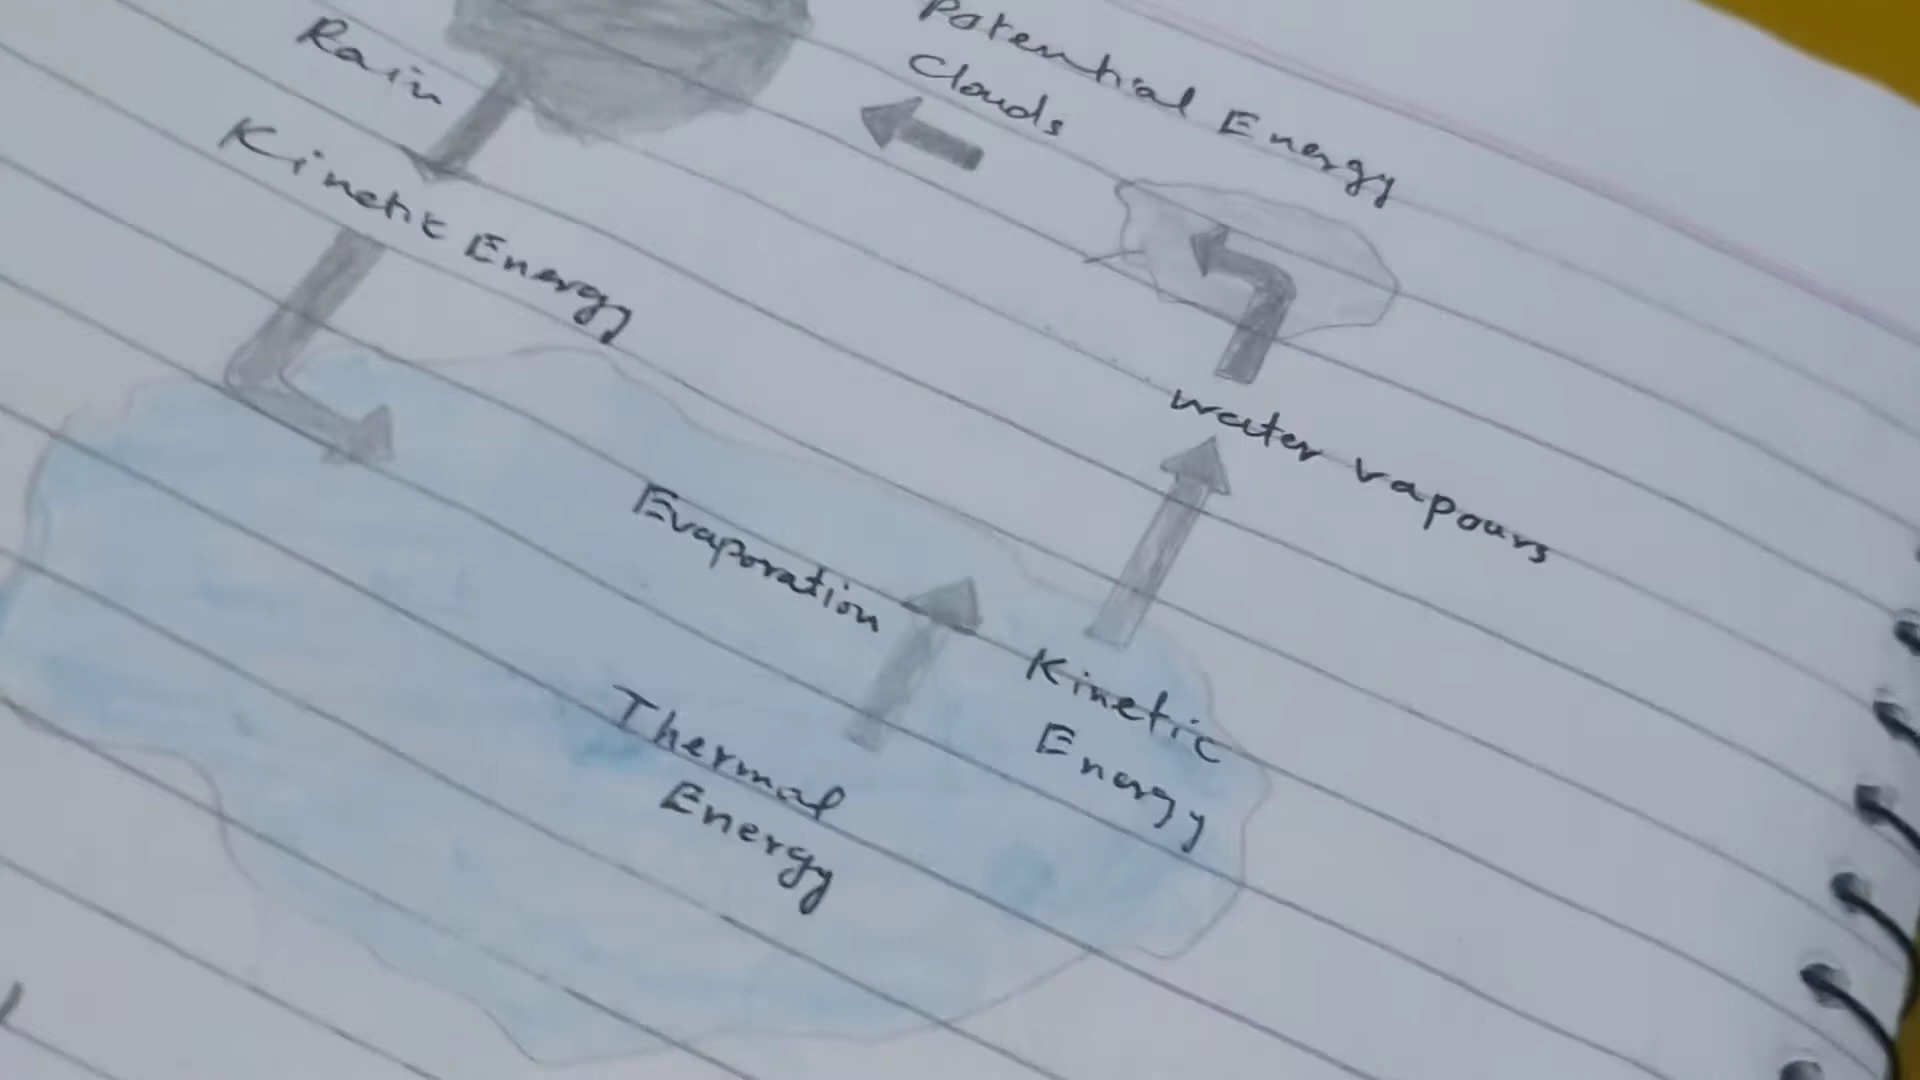 Potential Energy
Clouds
Rain
Kinetic Energy
water vapours
Evaporation
Kinetic
Energy
Thermal
Energy